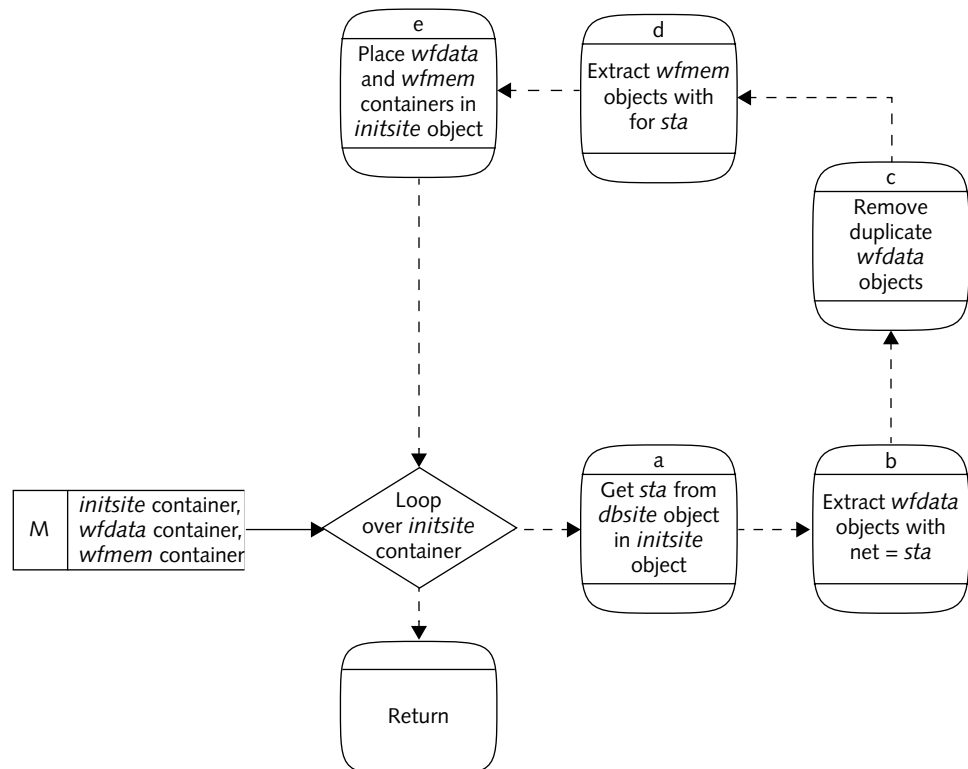 e
Place wfdata
and wfmem
containers in
initsite object
d
Extract wfmem
objects with
for sta
c
Remove
duplicate
wfdata
objects
M
initsite container,
wfdata container,
wfmem container
Loop
over initsite
container
a
Get sta from
dbsite object
in initsite
object
b
Extract wfdata
objects with
net = sta
Return